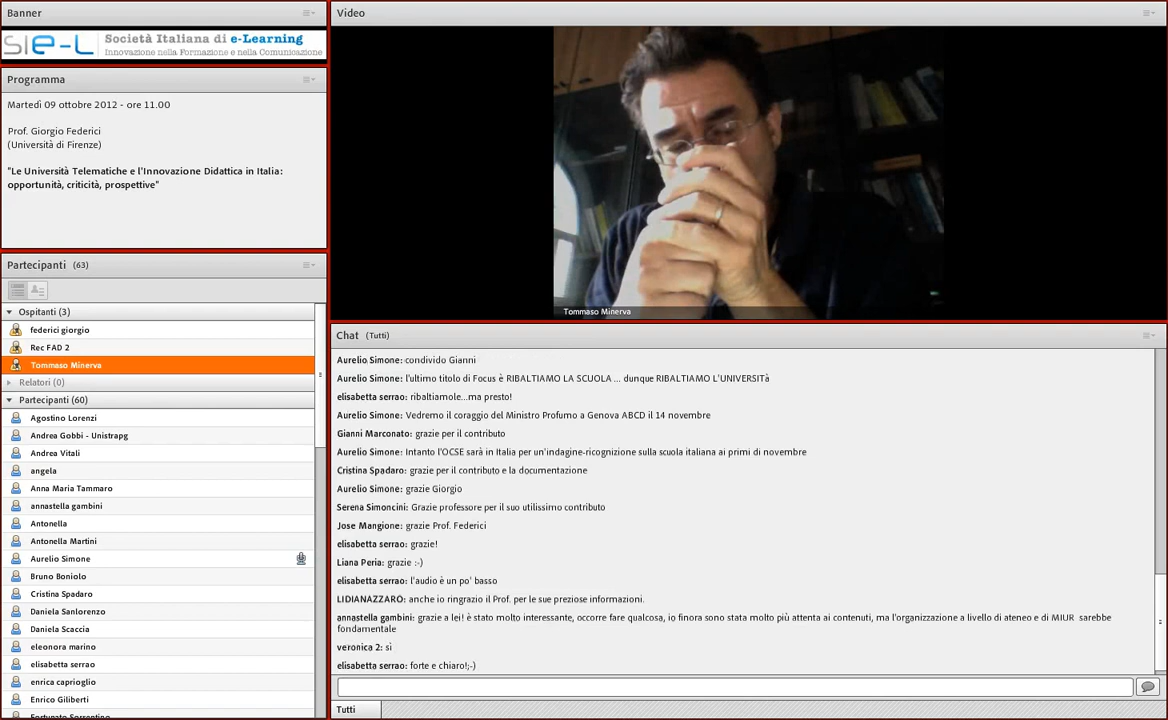 Banner
sie-L Società Italiana di e-Learning
Innovazione nella Formazione e nella Comunicazione
Programma
Martedì 09 ottobre 2012 - ore 11.00
Prof. Giorgio Federici
(Università di Firenze)
"Le Università Telematiche e l'Innovazione Didattica in Italia:
opportunità, criticità, prospettive"
Partecipanti (63)
Ospitanti (3)
federici giorgio
Rec FAD 2
Tommaso Minerva
Relatori (0)
Partecipanti (60)
Agostino Lorenzi
Andrea Gobbi - Unistrapg
Andrea Vitali
angela
Anna Maria Tammaro
annastella gambini
Antonella
Antonella Martini
Aurelio Simone
Bruno Boniolo
Cristina Spadaro
Daniela Sanlorenzo
Daniela Scaccia
eleonora marino
elisabetta serrao
enrica caprioglio
Enrico Giliberti
Fortunato Sorrentino
Video
Tommaso Minerva
Chat (Tutti)
Aurelio Simone: condivido Gianni
Aurelio Simone: l'ultimo titolo di Focus è RIBALTIAMO LA SCUOLA ... dunque RIBALTIAMO L'UNIVERSITà
elisabetta serrao: ribaltiamole...ma presto!
Aurelio Simone: Vedremo il coraggio del Ministro Profumo a Genova ABCD il 14 novembre
Gianni Marconato: grazie per il contributo
Aurelio Simone: Intanto l'OCSE sarà in Italia per un'indagine-ricognizione sulla scuola italiana ai primi di novembre
Cristina Spadaro: grazie per il contributo e la documentazione
Aurelio Simone: grazie Giorgio
Serena Simoncini: Grazie professore per il suo utilissimo contributo
Jose Mangione: grazie Prof. Federici
elisabetta serrao: grazie!
Liana Peria: grazie :-)
elisabetta serrao: l'audio è un po' basso
LIDIANAZZARO: anche io ringrazio il Prof. per le sue preziose informazioni.
annastella gambini: grazie a lei! è stato molto interessante, occorre fare qualcosa, io finora sono stata molto più attenta ai contenuti, ma l'organizzazione a livello di ateneo e di MIUR sarebbe
fondamentale
veronica 2: si
elisabetta serrao: forte e chiaro!;-)
Tutti